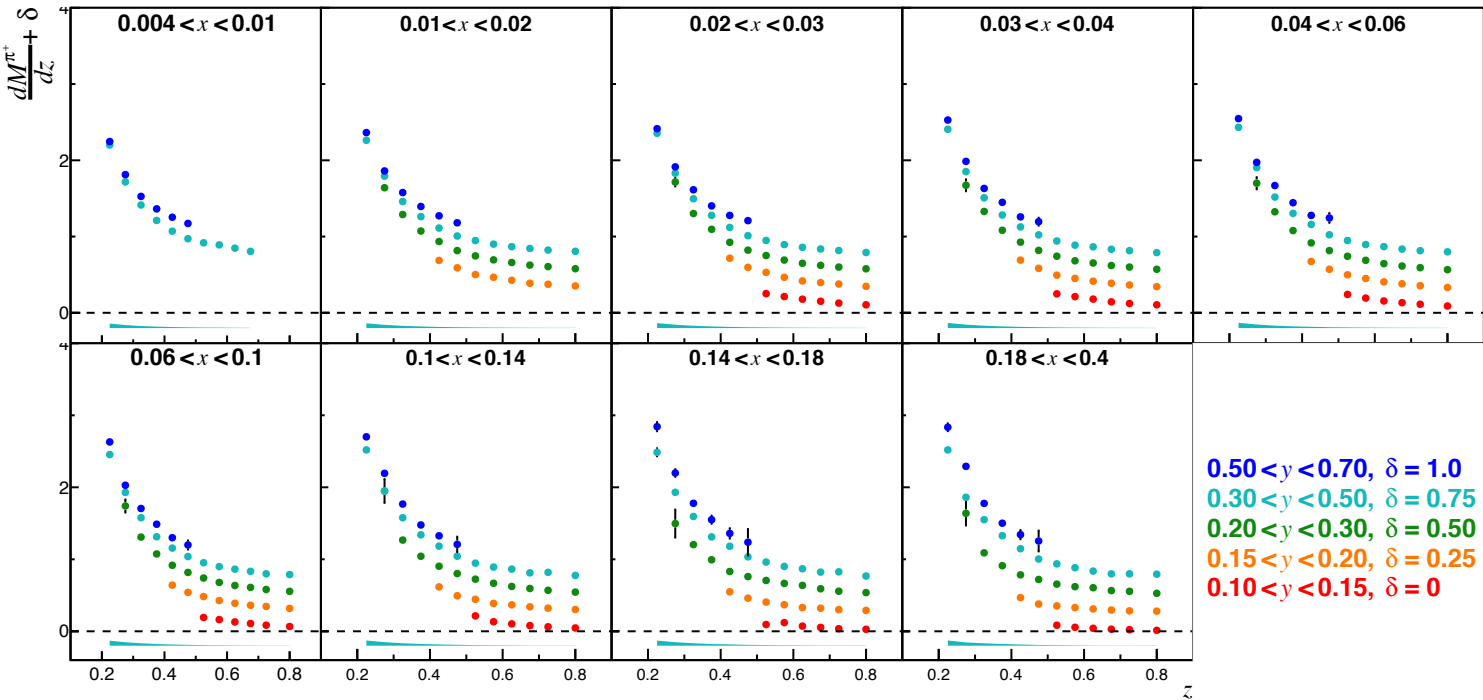 dM^π⁺/dz + δ
4
2
0
0.004 < x < 0.01
0.01 < x < 0.02
0.02 < x < 0.03
0.03 < x < 0.04
0.04 < x < 0.06
4
2
0
0.06 < x < 0.1
0.1 < x < 0.14
0.14 < x < 0.18
0.18 < x < 0.4
0.50 < y < 0.70, δ = 1.0
0.30 < y < 0.50, δ = 0.75
0.20 < y < 0.30, δ = 0.50
0.15 < y < 0.20, δ = 0.25
0.10 < y < 0.15, δ = 0
0.2 0.4 0.6 0.8
0.2 0.4 0.6 0.8
0.2 0.4 0.6 0.8
0.2 0.4 0.6 0.8
z